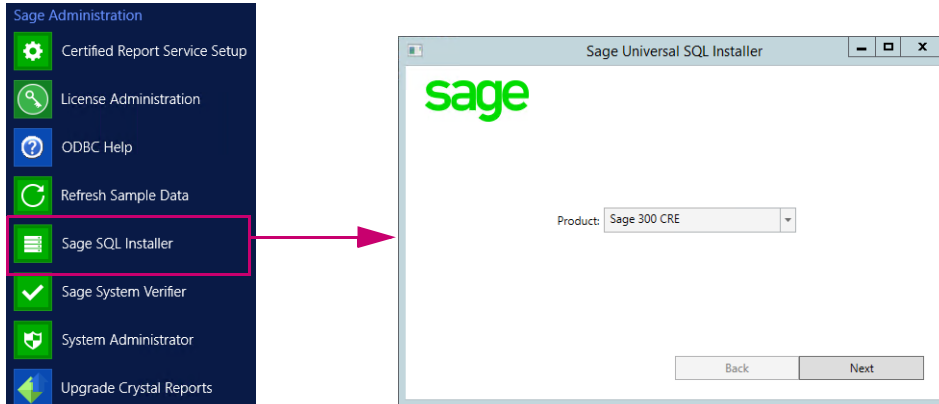 Sage Administration
Certified Report Service Setup
License Administration
ODBC Help
Refresh Sample Data
Sage SQL Installer
Sage System Verifier
System Administrator
Upgrade Crystal Reports
Sage Universal SQL Installer
sage
Product: Sage 300 CRE
Back Next